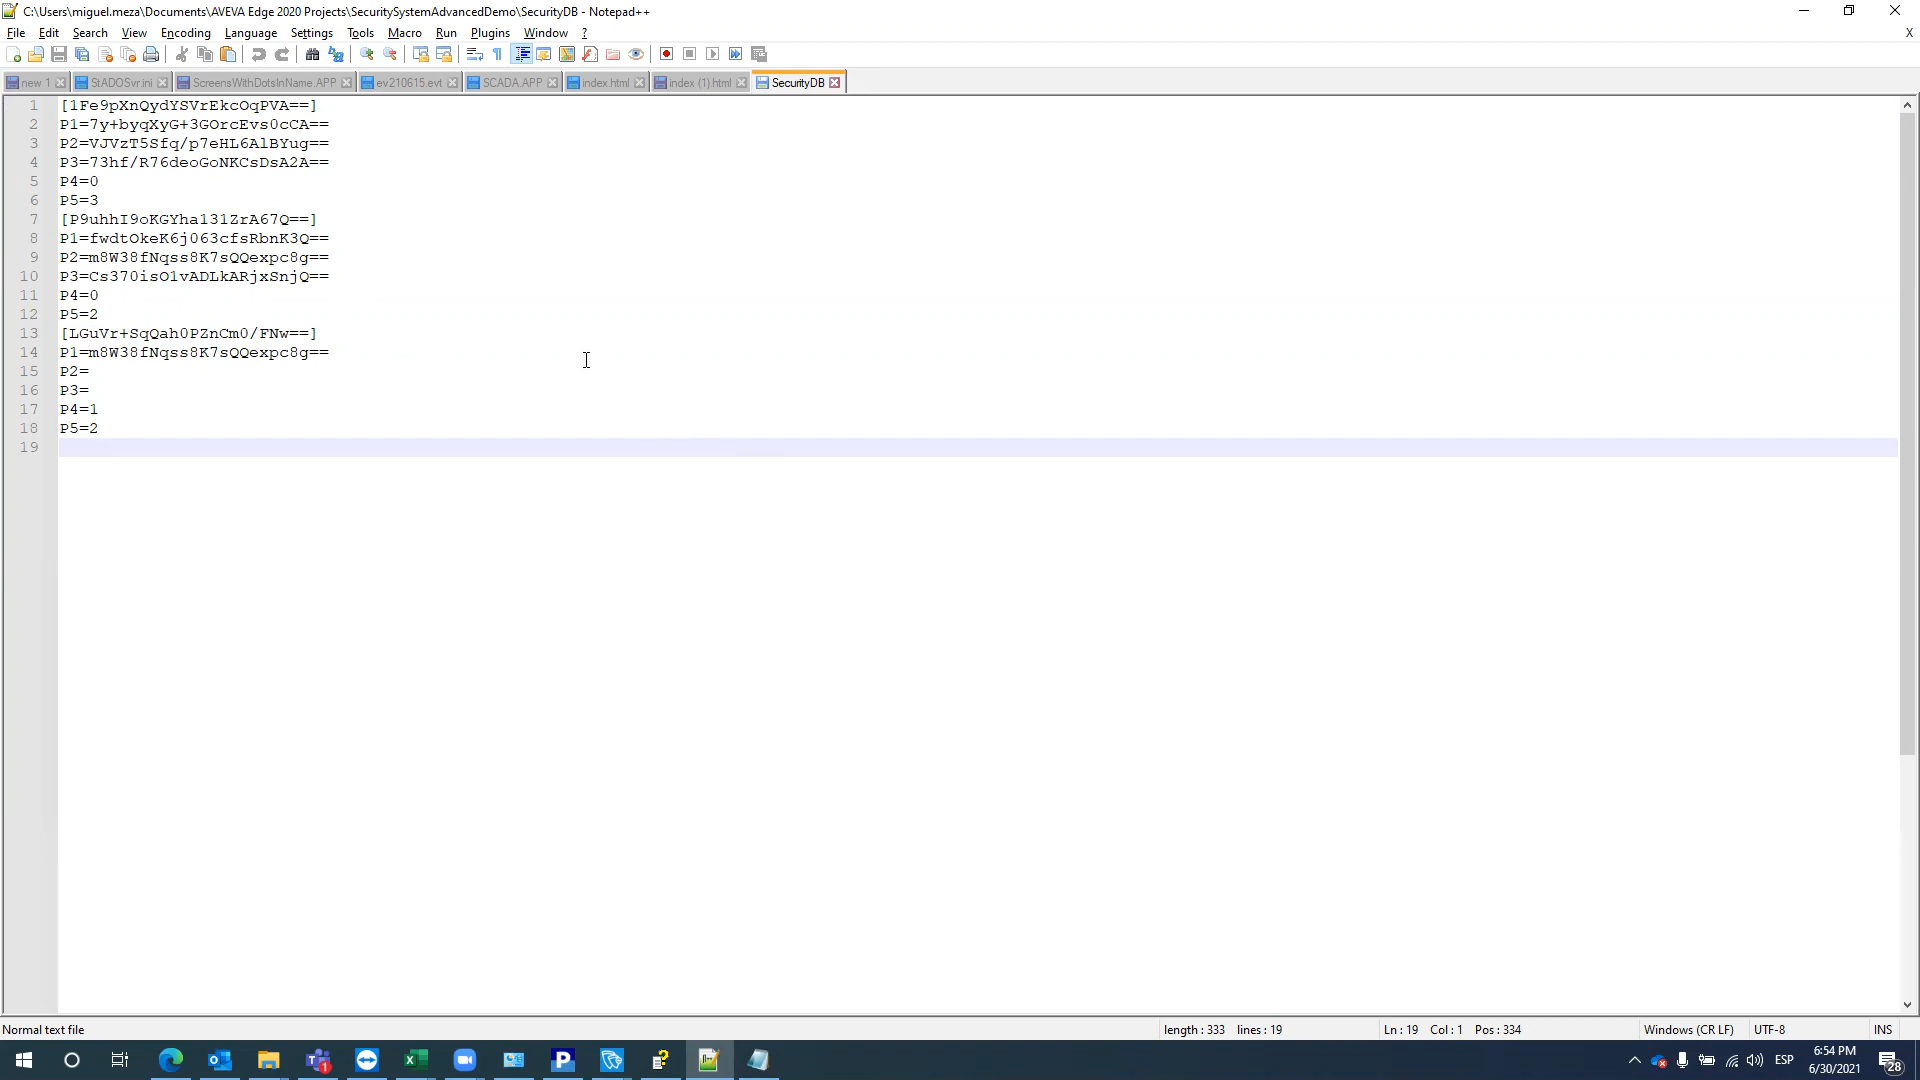 C:\Users\miguel.meza\Documents\AVEVA Edge 2020 Projects\SecuritySystemAdvancedDemo\SecurityDB - Notepad++
File Edit Search View Encoding Language Settings Tools Macro Run Plugins Window ? X
new 1 StADOSvr.ini ScreensWithDotsInName.APP ev210615.evt SCADA.APP index.html index (1).html SecurityDB
1 [1Fe9pXnQydYSVrEkcOqPVA==]
2 P1=7y+byqXyG+3GOrcEvs0cCA==
3 P2=VJVzT5Sfq/p7eHL6AlBYug==
4 P3=73hf/R76deoGoNKCsDsA2A==
5 P4=0
6 P5=3
7 [P9uhhI9oKGYha131ZrA67Q==]
8 P1=fwdtOkeK6j063cfsRbnK3Q==
9 P2=m8W38fNqss8K7sQQexpc8g==
10 P3=Cs370isO1vADLkARjxSnjQ==
11 P4=0
12 P5=2
13 [LGuVr+SqQah0PZnCm0/FNw==]
14 P1=m8W38fNqss8K7sQQexpc8g==
15 P2=
16 P3=
17 P4=1
18 P5=2
19
Normal text file length : 333 lines : 19 Ln : 19 Col : 1 Pos : 334 Windows (CR LF) UTF-8 INS
ESP 6:54 PM
6/30/2021
1
28